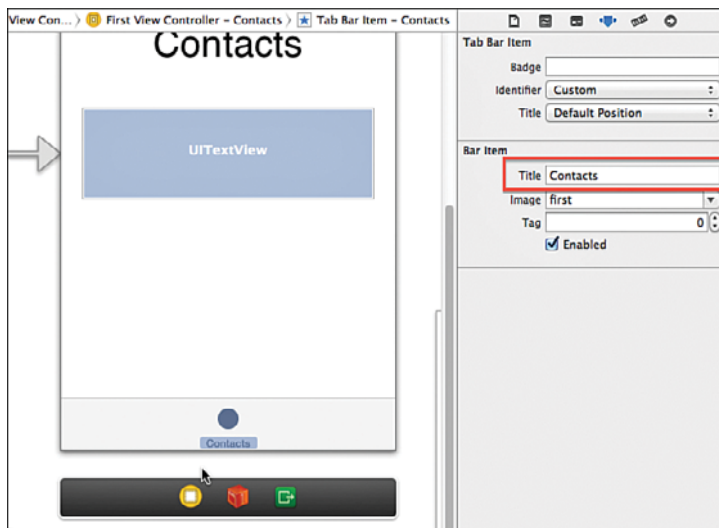 View Con... 〉 First View Controller – Contacts 〉 Tab Bar Item – Contacts
Contacts
UITextView
Contacts
Tab Bar Item
Badge
Identifier Custom
Title Default Position
Bar Item
Title Contacts
Image first
Tag 0
Enabled